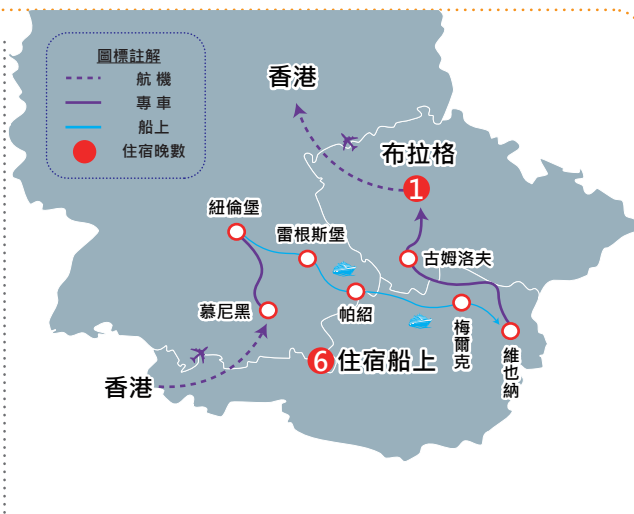 圖標註解
航機
專車
船上
住宿晚數
香港
布拉格
1
紐倫堡
雷根斯堡
古姆洛夫
慕尼黑
帕紹
梅爾克
維也納
6 住宿船上
香港